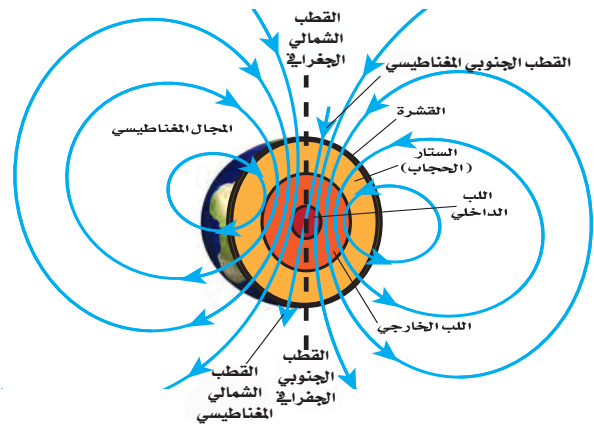 القطب
الشمالي
الجغرافي
القطب الجنوبي المغناطيسي
القشرة
المجال المغناطيسي
الستار
(الحجاب)
اللب
الداخلي
اللب الخارجي
القطب
الجنوبي
الجغرافي
القطب
الشمالي
المغناطيسي